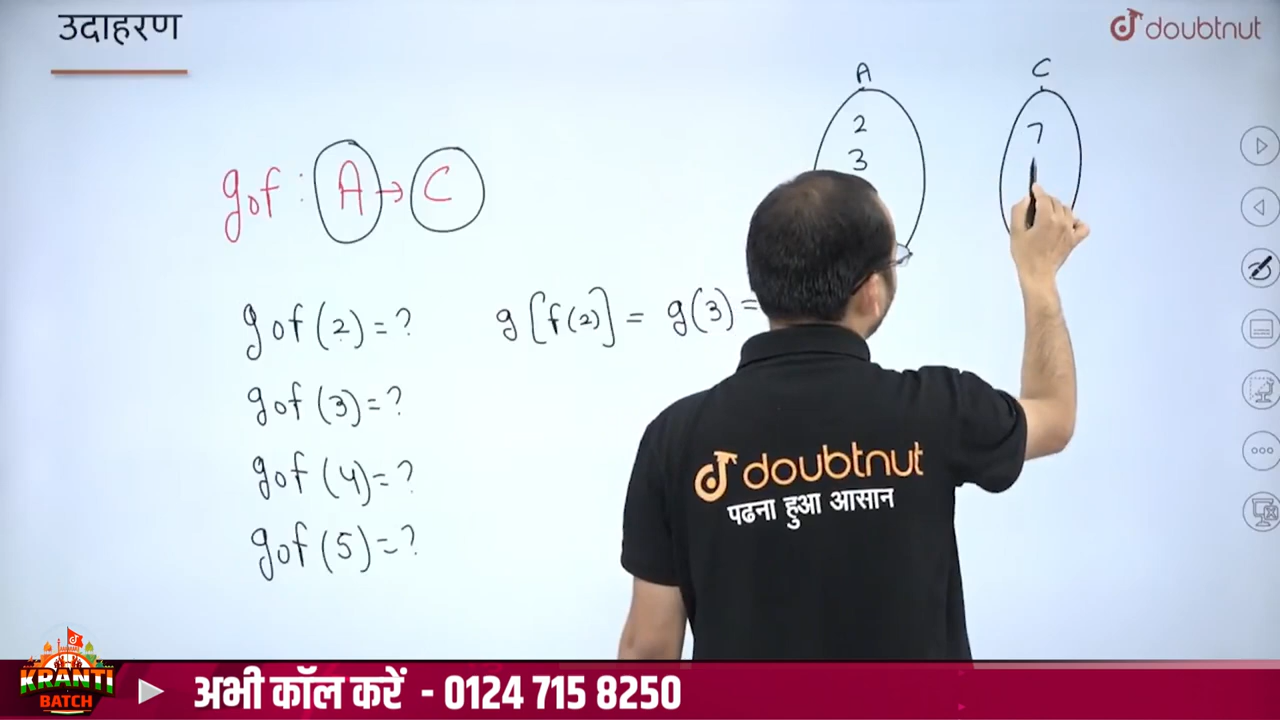 उदाहरण
doubtnut
A C
2 7
3
gof : A → C
gof (2) = ? g[f(2)] = g(3) =
gof (3) = ?
gof (4) = ?
gof (5) = ?
doubtnut
पढना हुआ आसान
KRANTI
BATCH
अभी कॉल करें - 0124 715 8250